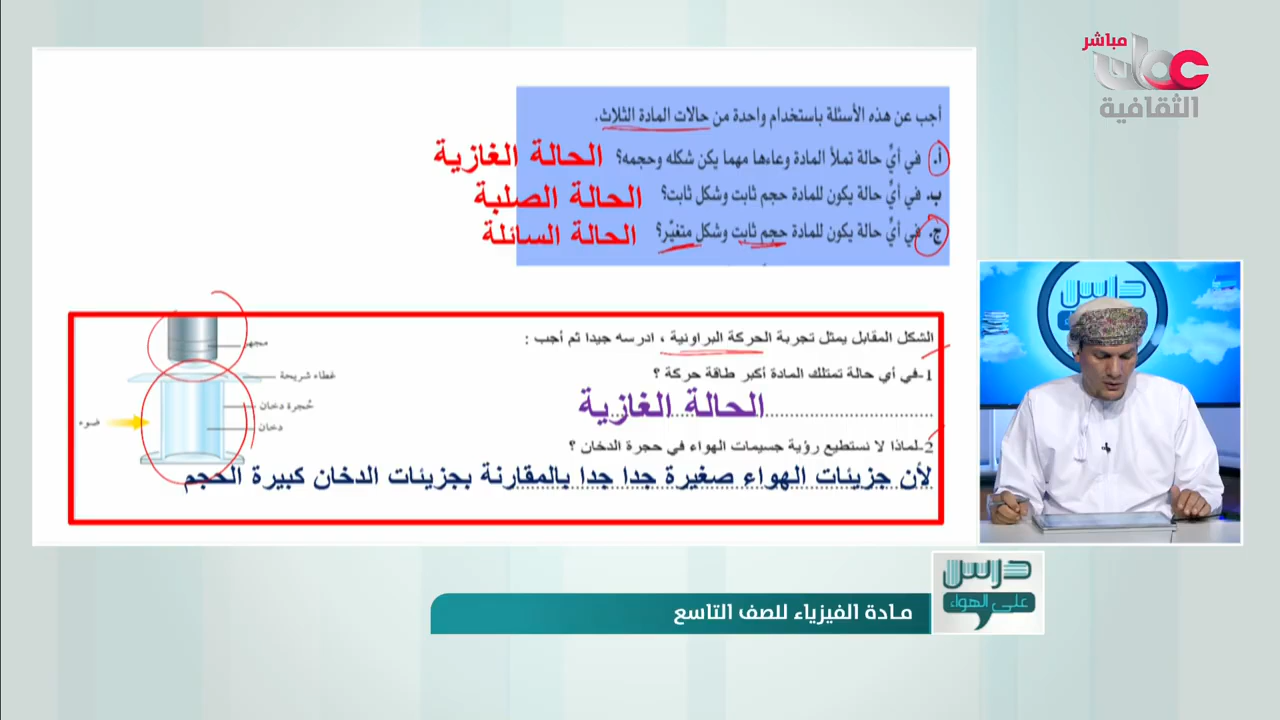 مباشر
عمان
الثقافية
أجب عن هذه الأسئلة باستخدام واحدة من حالات المادة الثلاث.
أ. في أيِّ حالة تملأ المادة وعاءها مهما يكن شكله وحجمه؟ الحالة الغازية
ب. في أيِّ حالة يكون للمادة حجم ثابت وشكل ثابت؟ الحالة الصلبة
ج. في أيِّ حالة يكون للمادة حجم ثابت وشكل متغيِّر؟ الحالة السائلة
الشكل المقابل يمثل تجربة الحركة البراونية ، ادرسه جيدا ثم أجب :
1-في أي حالة تمتلك المادة أكبر طاقة حركة ؟
الحالة الغازية
2-لماذا لا نستطيع رؤية جسيمات الهواء في حجرة الدخان ؟
لأن جزيئات الهواء صغيرة جدا جدا بالمقارنة بجزيئات الدخان كبيرة الحجم
مجهر
غطاء شريحة
حُجرة دخان
دخان
ضوء
درس
درس
على الهواء
مادة الفيزياء للصف التاسع